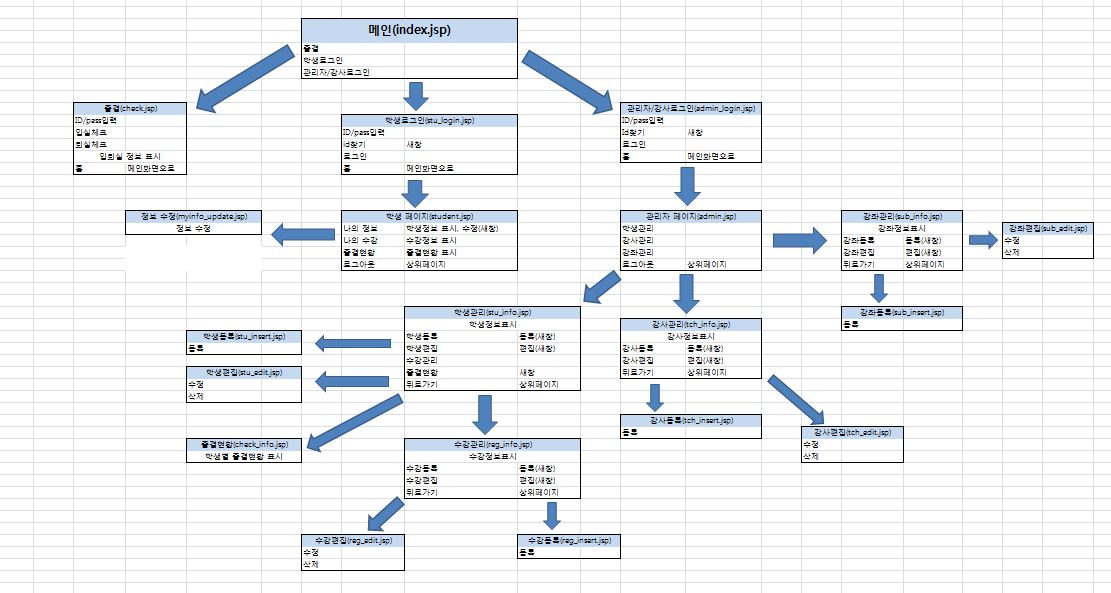 메인(index.jsp)
출결
학생로그인
관리자/강사로그인
출결(check.jsp)
ID/pass입력
입실체크
퇴실체크
입퇴실 정보 표시
홈 메인화면으로
학생로그인(stu_login.jsp)
ID/pass입력
id찾기 새창
로그인
홈 메인화면으로
관리자/강사로그인(admin_login.jsp)
ID/pass입력
Id찾기 새창
로그인
홈 메인화면으로
정보 수정(myinfo_update.jsp)
정보 수정
학생 페이지(student.jsp)
나의 정보 학생정보 표시, 수정(새창)
나의 수강 수강정보 표시
출결현황 출결현황 표시
로그아웃 상위페이지
관리자 페이지(admin.jsp)
학생관리
강사관리
강좌관리
로그아웃 상위페이지
강좌관리(sub_info.jsp)
강좌정보표시
강좌등록 등록(새창)
강좌편집 편집(새창)
뒤로가기 상위페이지
강좌편집(sub_edit.jsp)
수정
삭제
강좌등록(sub_insert.jsp)
등록
학생관리(stu_info.jsp)
학생정보표시
학생등록 등록(새창)
학생편집 편집(새창)
수강관리
출결현황 새창
뒤로가기 상위페이지
강사관리(tch_info.jsp)
강사정보표시
강사등록 등록(새창)
강사편집 편집(새창)
뒤로가기 상위페이지
학생등록(stu_insert.jsp)
등록
학생편집(stu_edit.jsp)
수정
삭제
강사등록(tch_insert.jsp)
등록
강사편집(tch_edit.jsp)
수정
삭제
출결현황(check_info.jsp)
학생별 출결현황 표시
수강관리(reg_info.jsp)
수강정보표시
수강등록 등록(새창)
수강편집 편집(새창)
뒤로가기 상위페이지
수강편집(reg_edit.jsp)
수정
삭제
수강등록(reg_insert.jsp)
등록